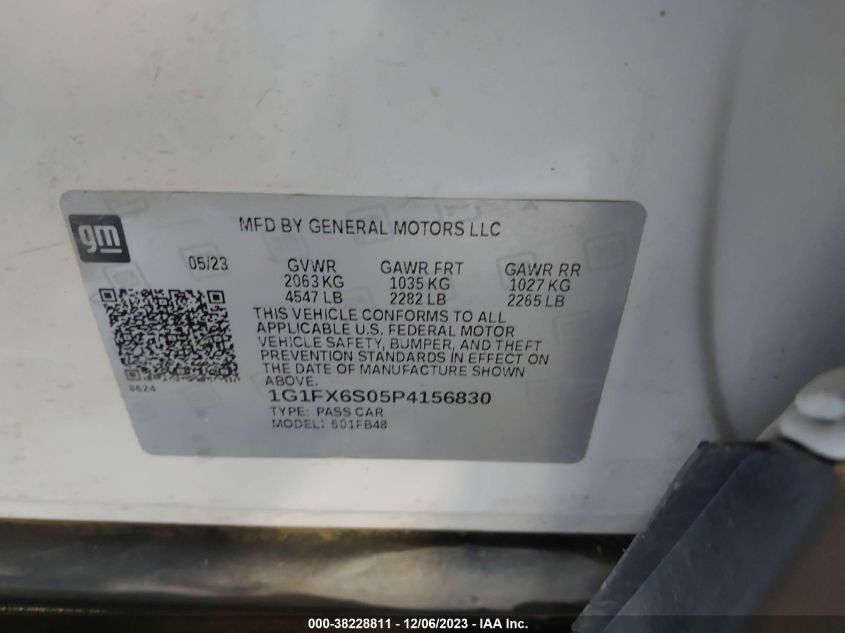 gm
MFD BY GENERAL MOTORS LLC
05/23 GVWR GAWR FRT GAWR RR
2063 KG 1035 KG 1027 KG
4547 LB 2282 LB 2265 LB
THIS VEHICLE CONFORMS TO ALL
APPLICABLE U.S. FEDERAL MOTOR
VEHICLE SAFETY, BUMPER, AND THEFT
PREVENTION STANDARDS IN EFFECT ON
THE DATE OF MANUFACTURE SHOWN
ABOVE.
8624
1G1FX6S05P4156830
TYPE: PASS CAR
MODEL: 501FB48
000-38228811 - 12/06/2023 - IAA Inc.